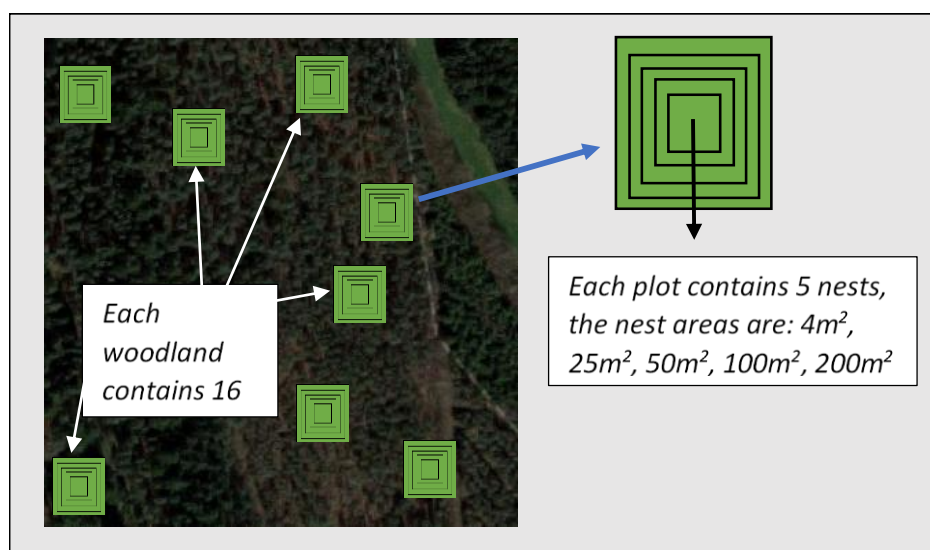 Each
woodland
contains 16
Each plot contains 5 nests,
the nest areas are: 4m²,
25m², 50m², 100m², 200m²